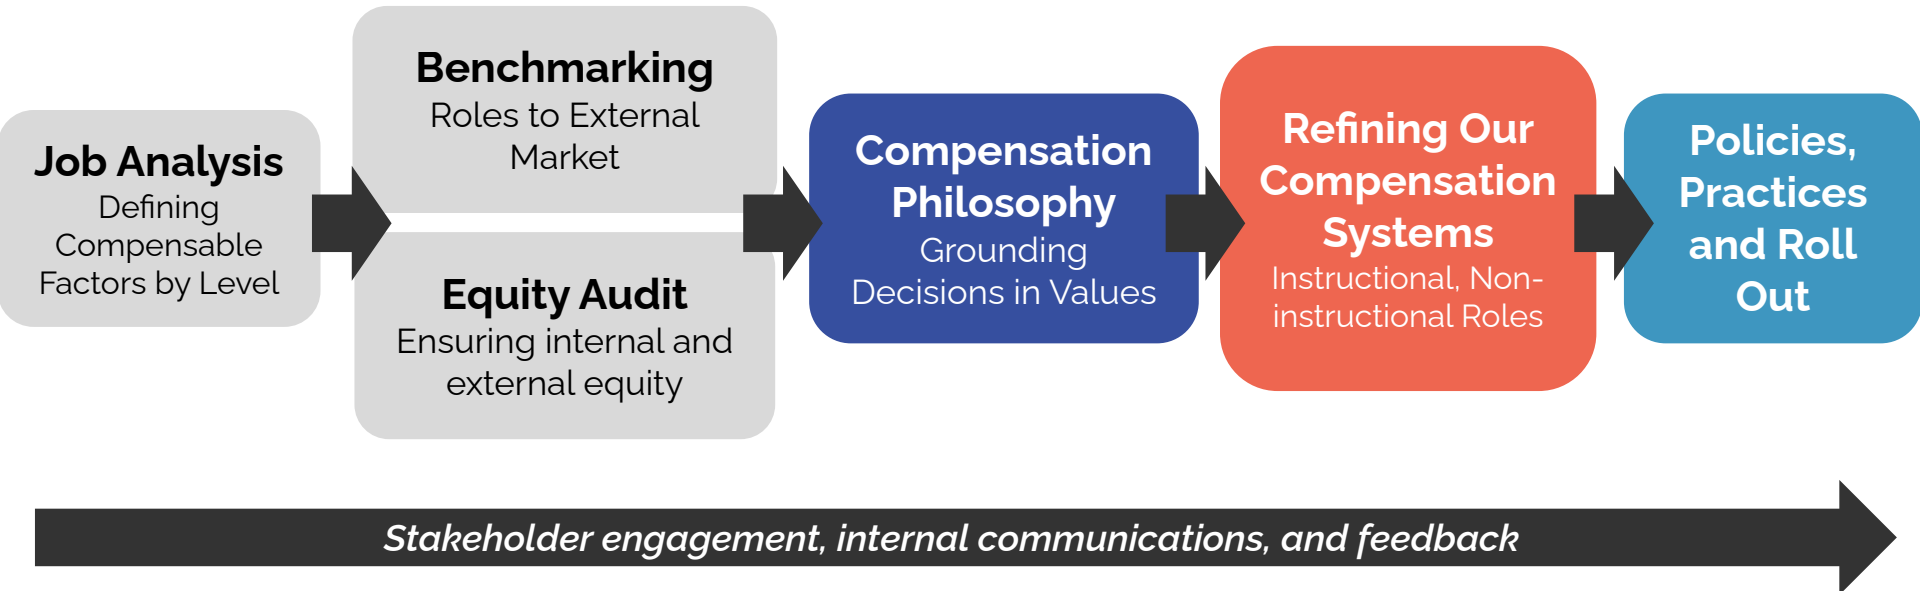 Job Analysis
Defining
Compensable
Factors by Level
Benchmarking
Roles to External
Market
Equity Audit
Ensuring internal and
external equity
Compensation
Philosophy
Grounding
Decisions in Values
Refining Our
Compensation
Systems
Instructional, Non-
instructional Roles
Policies,
Practices
and Roll
Out
Stakeholder engagement, internal communications, and feedback